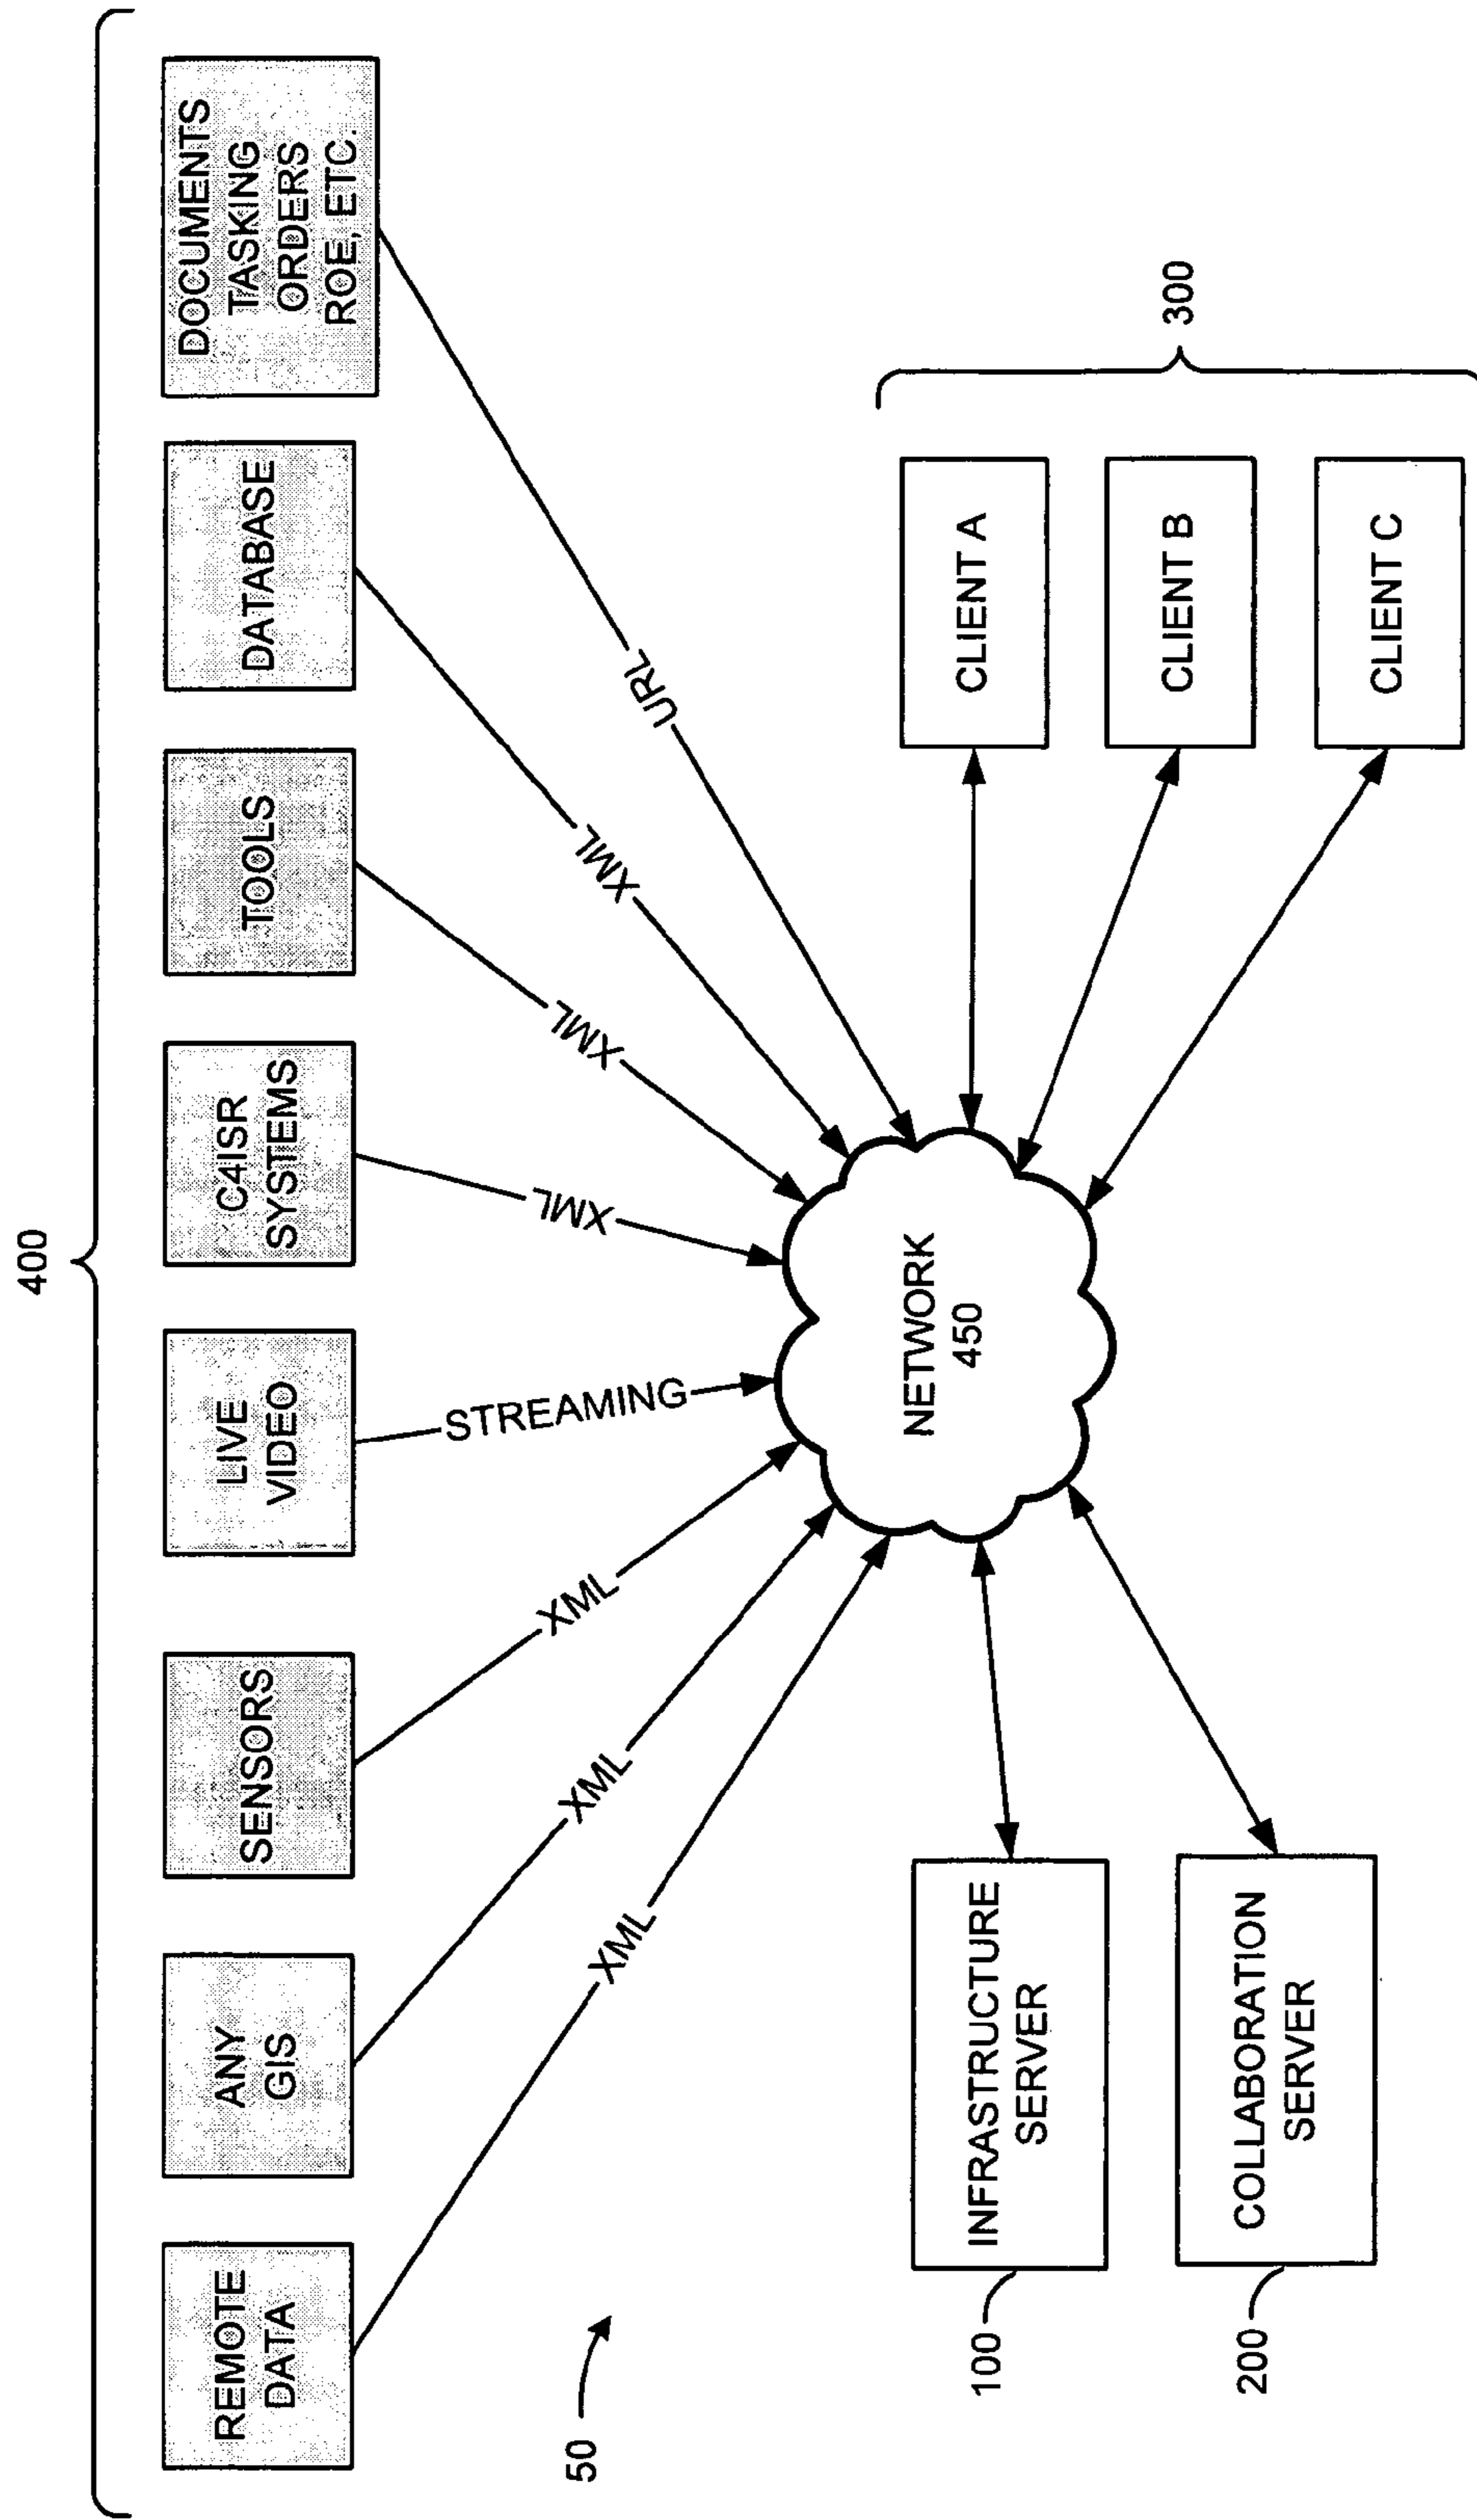 400
REMOTE
DATA
ANY
GIS
SENSORS
LIVE
VIDEO
C4ISR
SYSTEMS
TOOLS
DATABASE
DOCUMENTS
TASKING
ORDERS
ROE, ETC.
XML
XML
XML
STREAMING
XML
XML
XML
URL
50
NETWORK
450
100
INFRASTRUCTURE
SERVER
200
COLLABORATION
SERVER
CLIENT A
CLIENT B
CLIENT C
300